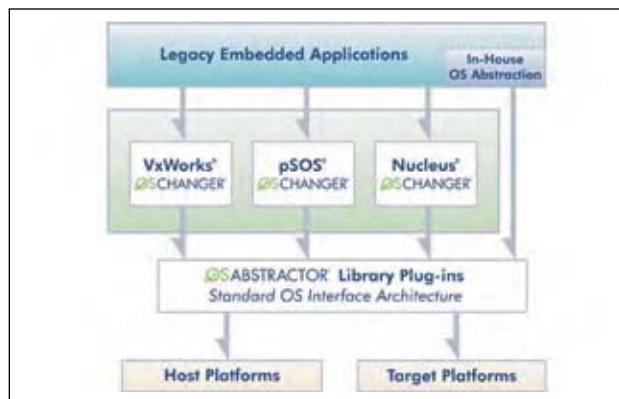 Legacy Embedded Applications
In-House
OS Abstraction
VxWorks®
OSCHANGER®
pSOS®
OSCHANGER®
Nucleus®
OSCHANGER®
OSABSTRACTOR® Library Plug-ins
Standard OS Interface Architecture
Host Platforms
Target Platforms